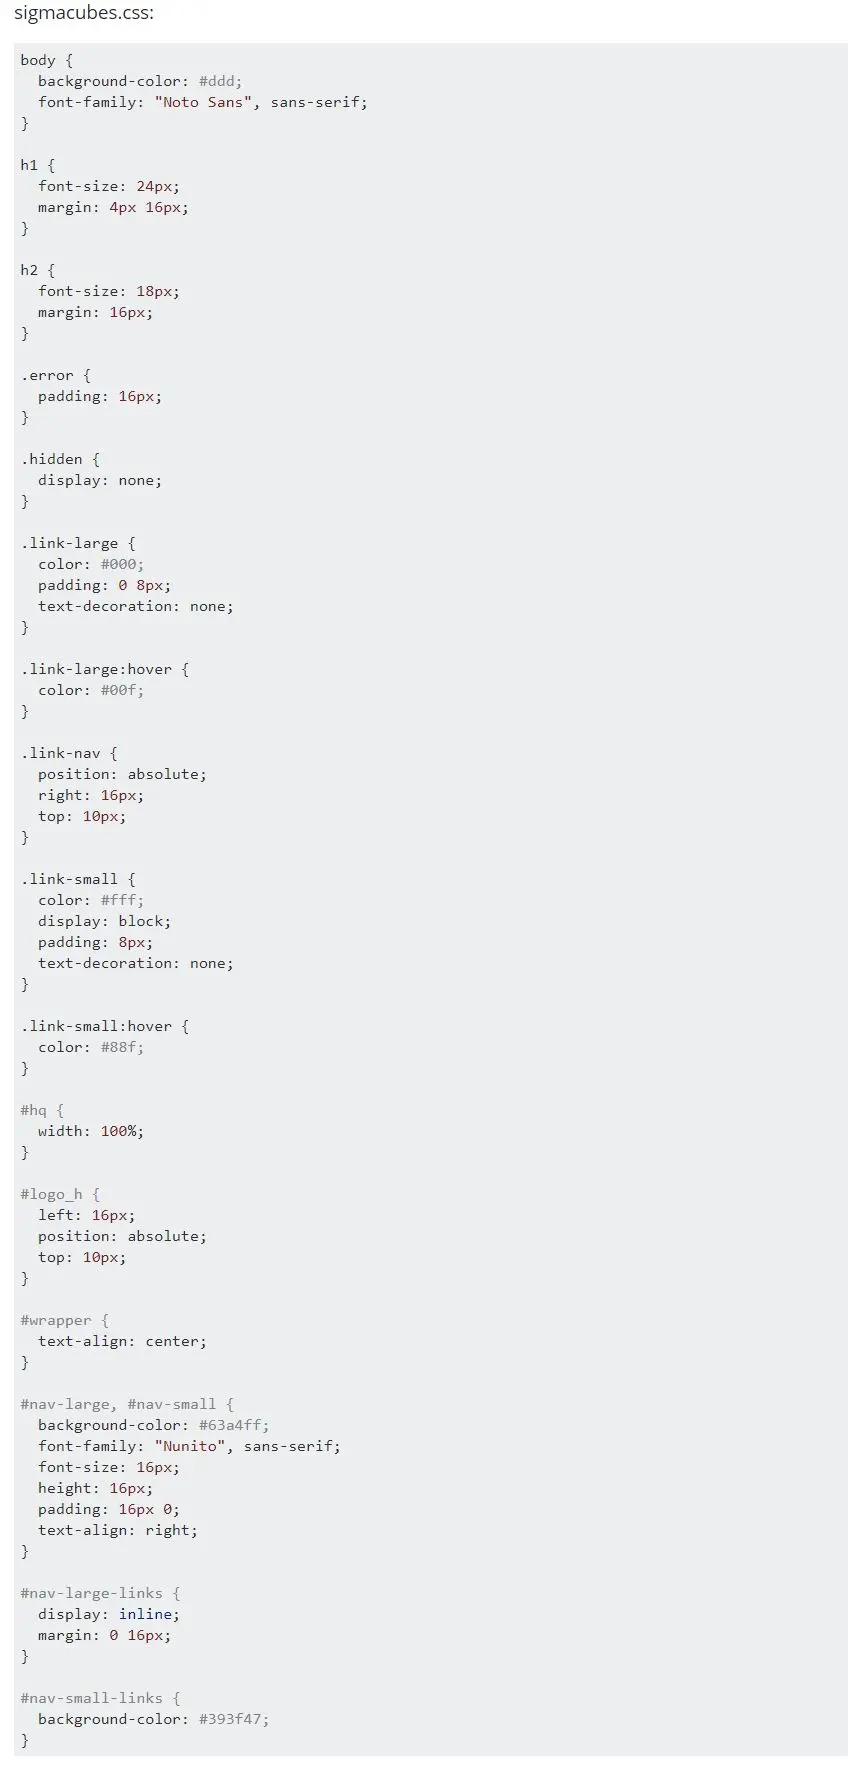 sigmacubes.css:
body {
  background-color: #ddd;
  font-family: "Noto Sans", sans-serif;
}
h1 {
  font-size: 24px;
  margin: 4px 16px;
}
h2 {
  font-size: 18px;
  margin: 16px;
}
.error {
  padding: 16px;
}
.hidden {
  display: none;
}
.link-large {
  color: #000;
  padding: 0 8px;
  text-decoration: none;
}
.link-large:hover {
  color: #00f;
}
.link-nav {
  position: absolute;
  right: 16px;
  top: 10px;
}
.link-small {
  color: #fff;
  display: block;
  padding: 8px;
  text-decoration: none;
}
.link-small:hover {
  color: #88f;
}
#hq {
  width: 100%;
}
#logo_h {
  left: 16px;
  position: absolute;
  top: 10px;
}
#wrapper {
  text-align: center;
}
#nav-large, #nav-small {
  background-color: #63a4ff;
  font-family: "Nunito", sans-serif;
  font-size: 16px;
  height: 16px;
  padding: 16px 0;
  text-align: right;
}
#nav-large-links {
  display: inline;
  margin: 0 16px;
}
#nav-small-links {
  background-color: #393f47;
}